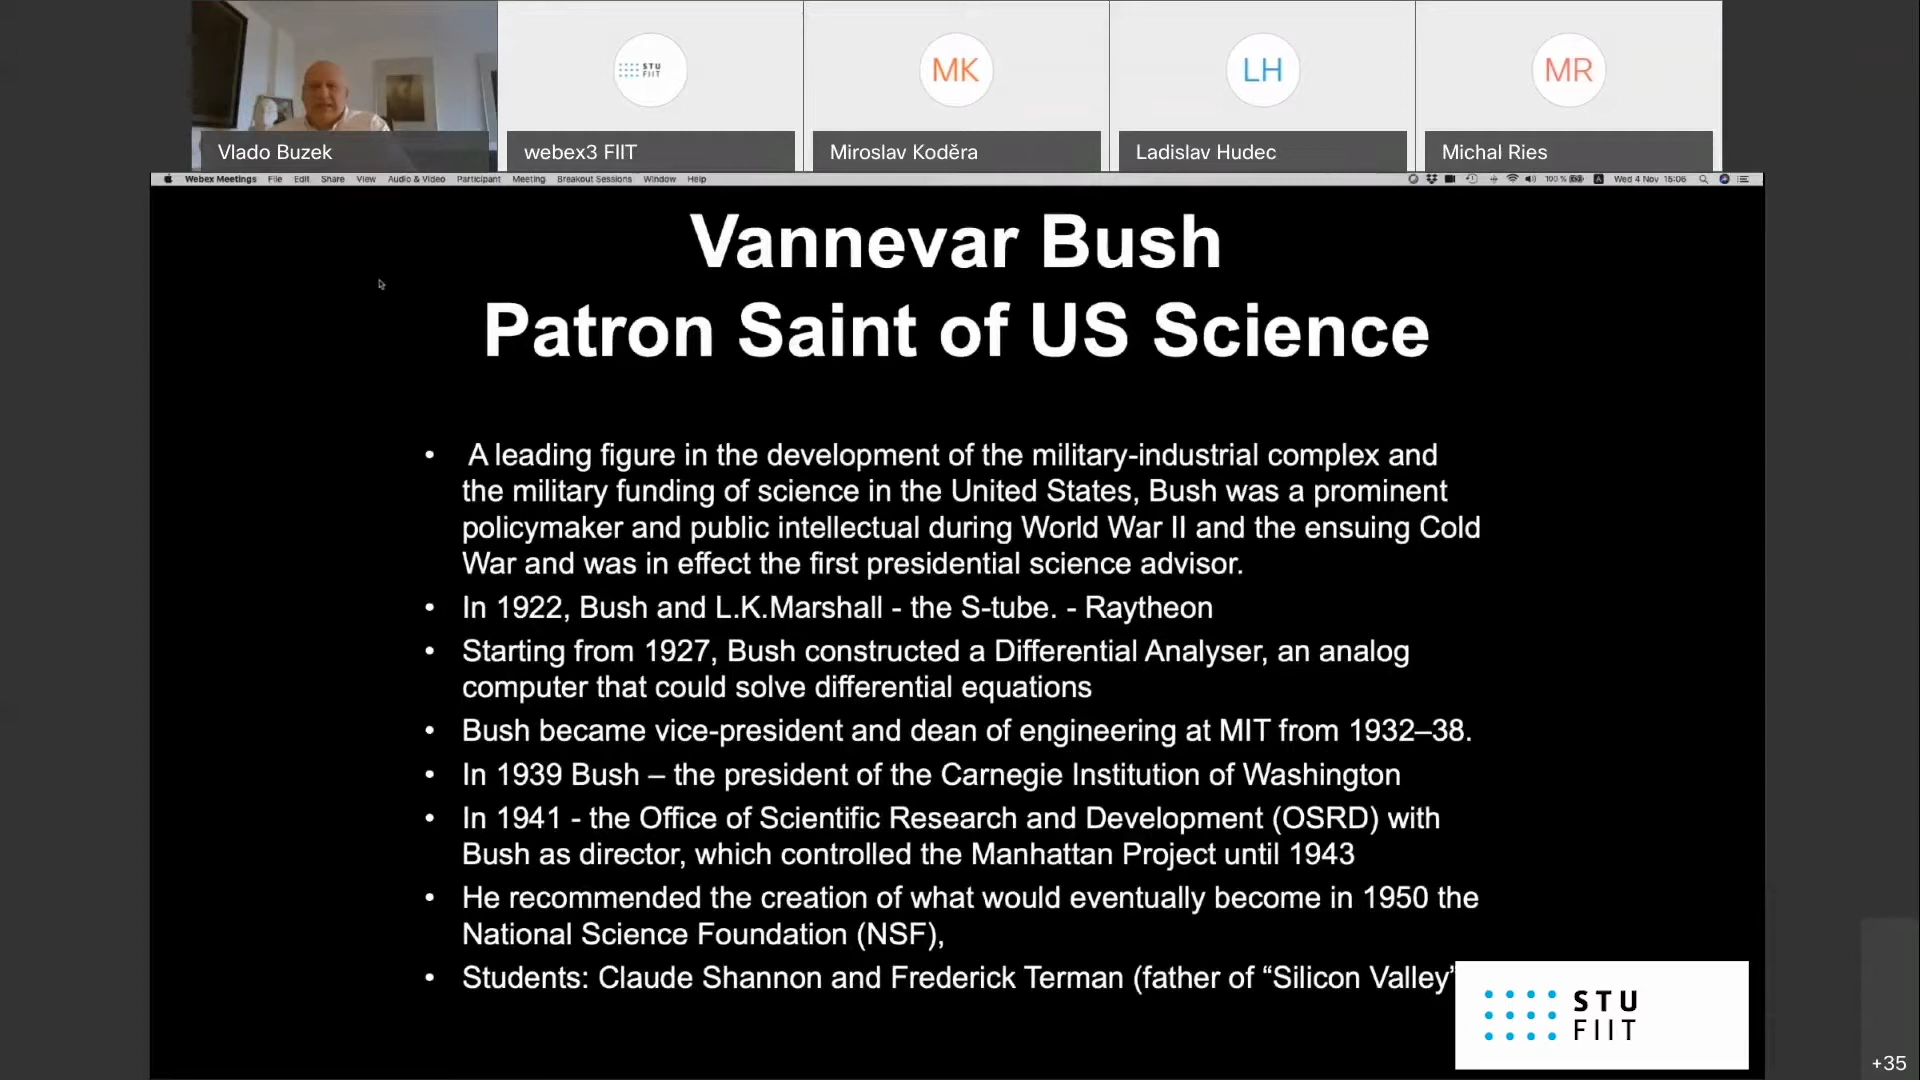 STU
FIIT
MK
LH
MR
Vlado Buzek
webex3 FIIT
Miroslav Koděra
Ladislav Hudec
Michal Ries
Webex Meetings File Edit Share View Audio & Video Participant Meeting Breakout Sessions Window Help
100 % A Wed 4 Nov 15:06
Vannevar Bush
Patron Saint of US Science
• A leading figure in the development of the military-industrial complex and
the military funding of science in the United States, Bush was a prominent
policymaker and public intellectual during World War II and the ensuing Cold
War and was in effect the first presidential science advisor.
• In 1922, Bush and L.K.Marshall - the S-tube. - Raytheon
• Starting from 1927, Bush constructed a Differential Analyser, an analog
computer that could solve differential equations
• Bush became vice-president and dean of engineering at MIT from 1932–38.
• In 1939 Bush – the president of the Carnegie Institution of Washington
• In 1941 - the Office of Scientific Research and Development (OSRD) with
Bush as director, which controlled the Manhattan Project until 1943
• He recommended the creation of what would eventually become in 1950 the
National Science Foundation (NSF),
• Students: Claude Shannon and Frederick Terman (father of “Silicon Valley”
STU
FIIT
+35